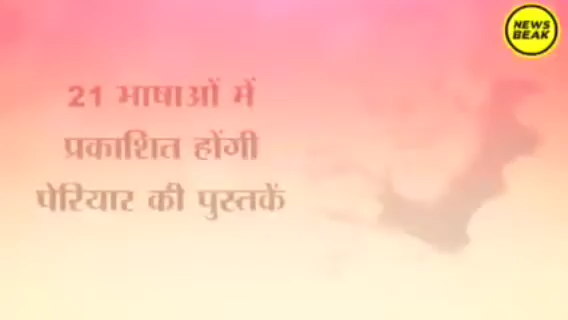 NEWS
BEAK
21 भाषाओं में
प्रकाशित होंगी
पेरियार की पुस्तकें